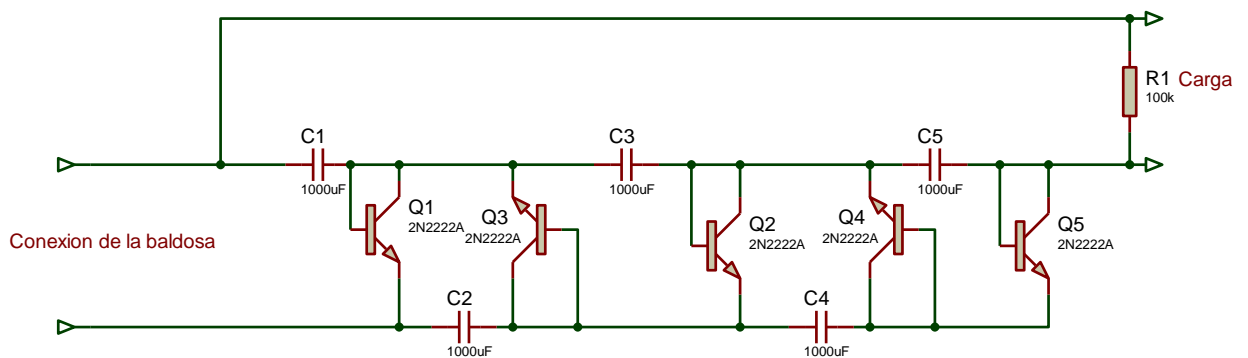 R1 Carga
100k
C1
1000uF
C3
1000uF
C5
1000uF
Q1
2N2222A
Q3
2N2222A
Q2
2N2222A
Q4
2N2222A
Q5
2N2222A
Conexion de la baldosa
C2
1000uF
C4
1000uF